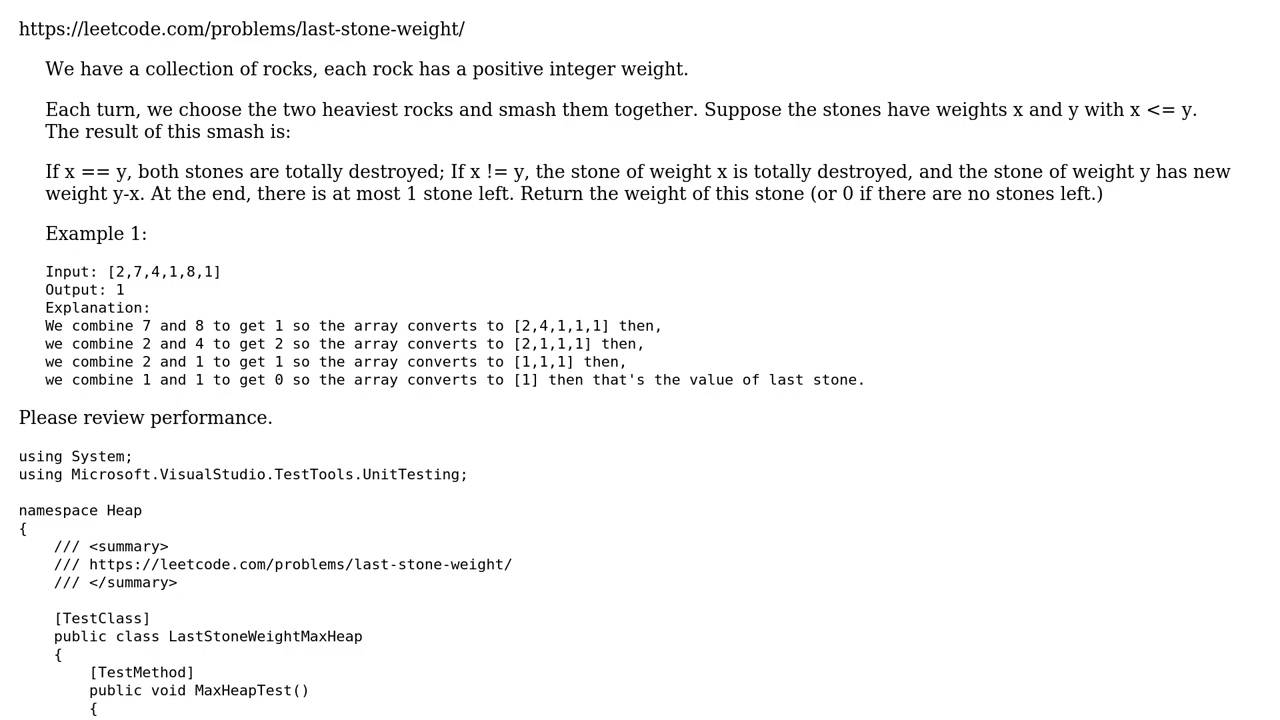 https://leetcode.com/problems/last-stone-weight/
We have a collection of rocks, each rock has a positive integer weight.
Each turn, we choose the two heaviest rocks and smash them together. Suppose the stones have weights x and y with x <= y.
The result of this smash is:
If x == y, both stones are totally destroyed; If x != y, the stone of weight x is totally destroyed, and the stone of weight y has new
weight y-x. At the end, there is at most 1 stone left. Return the weight of this stone (or 0 if there are no stones left.)
Example 1:
Input: [2,7,4,1,8,1]
Output: 1
Explanation:
We combine 7 and 8 to get 1 so the array converts to [2,4,1,1,1] then,
we combine 2 and 4 to get 2 so the array converts to [2,1,1,1] then,
we combine 2 and 1 to get 1 so the array converts to [1,1,1] then,
we combine 1 and 1 to get 0 so the array converts to [1] then that's the value of last stone.
Please review performance.
using System;
using Microsoft.VisualStudio.TestTools.UnitTesting;
namespace Heap
{
    /// <summary>
    /// https://leetcode.com/problems/last-stone-weight/
    /// </summary>
    [TestClass]
    public class LastStoneWeightMaxHeap
    {
        [TestMethod]
        public void MaxHeapTest()
        {